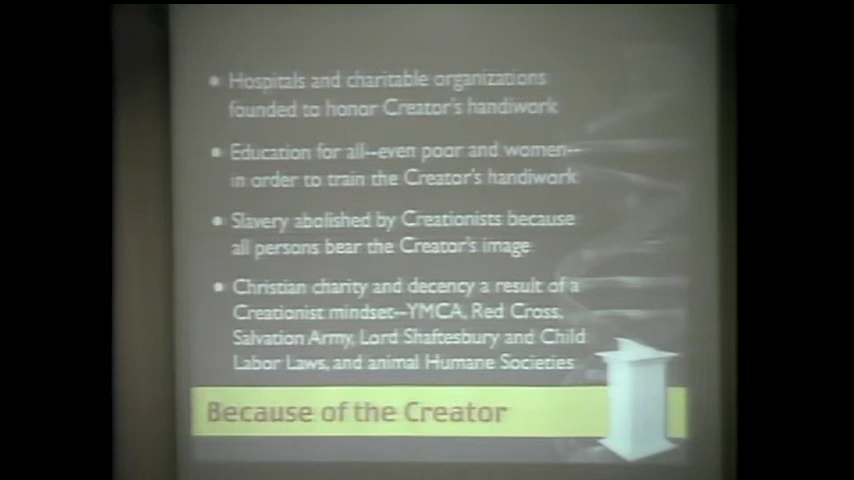 • Hospitals and charitable organizations
founded to honor Creator's handiwork
• Education for all--even poor and women--
in order to train the Creator's handiwork
• Slavery abolished by Creationists because
all persons bear the Creator's image
• Christian charity and decency a result of a
Creationist mindset--YMCA, Red Cross,
Salvation Army, Lord Shaftesbury and Child
Labor Laws, and animal Humane Societies
Because of the Creator